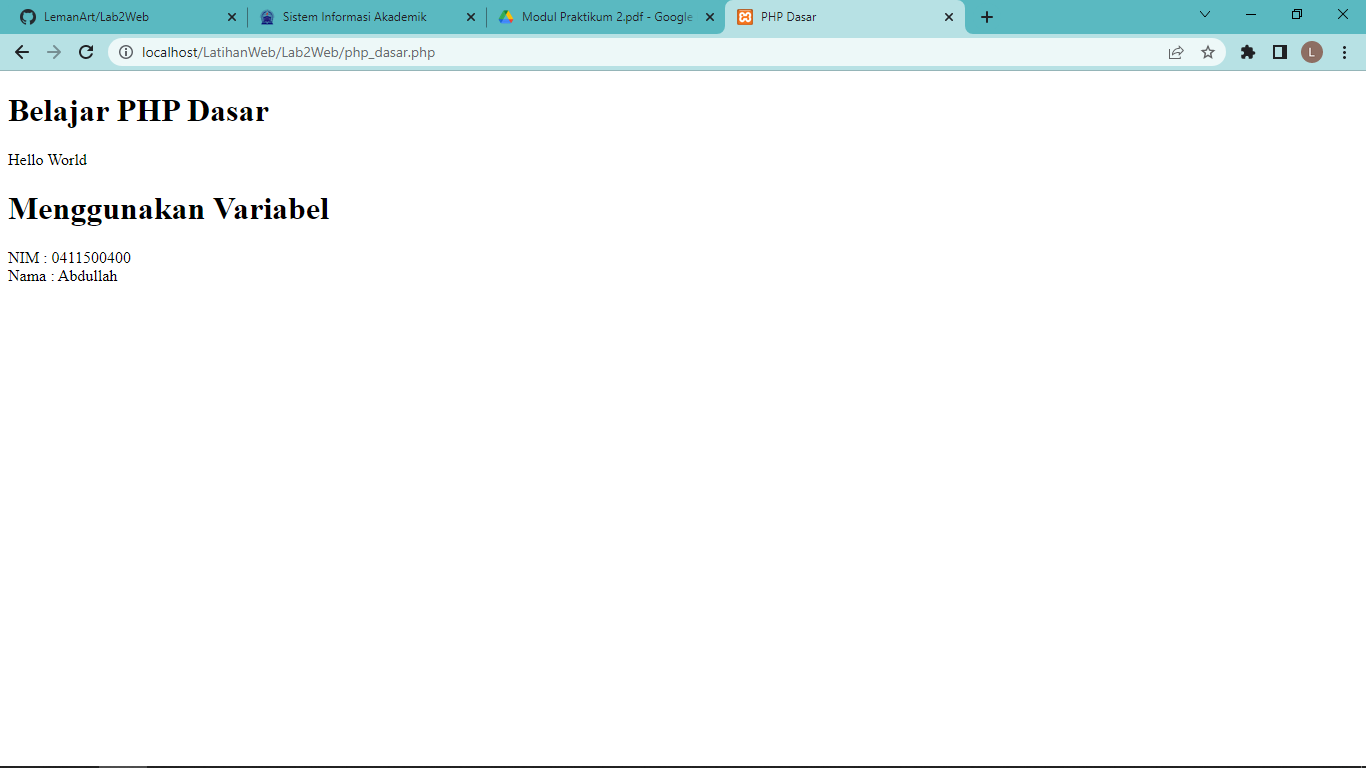 LemanArt/Lab2Web
Sistem Informasi Akademik
Modul Praktikum 2.pdf - Google
PHP Dasar
localhost/LatihanWeb/Lab2Web/php_dasar.php
L
Belajar PHP Dasar
Hello World
Menggunakan Variabel
NIM : 0411500400
Nama : Abdullah